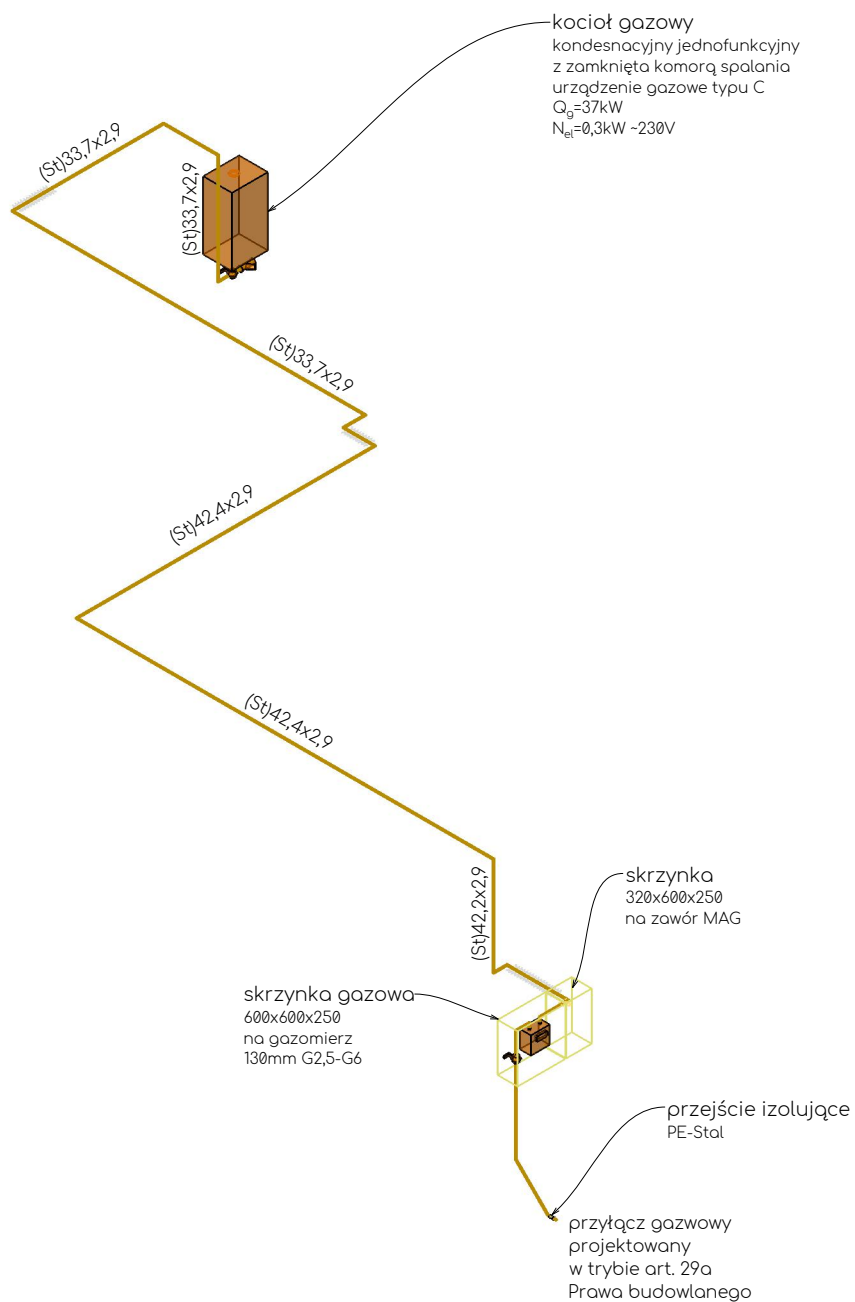 kocioł gazowy
kondesnacyjny jednofunkcyjny
z zamknięta komorą spalania
urządzenie gazowe typu C
Qg=37kW
Nel=0,3kW ~230V
(St)33,7x2,9
(St)33,7x2,9
(St)33,7x2,9
(St)42,4x2,9
(St)42,4x2,9
(St)42,2x2,9
skrzynka
320x600x250
na zawór MAG
skrzynka gazowa
600x600x250
na gazomierz
130mm G2,5-G6
przejście izolujące
PE-Stal
przyłącz gazwowy
projektowany
w trybie art. 29a
Prawa budowlanego